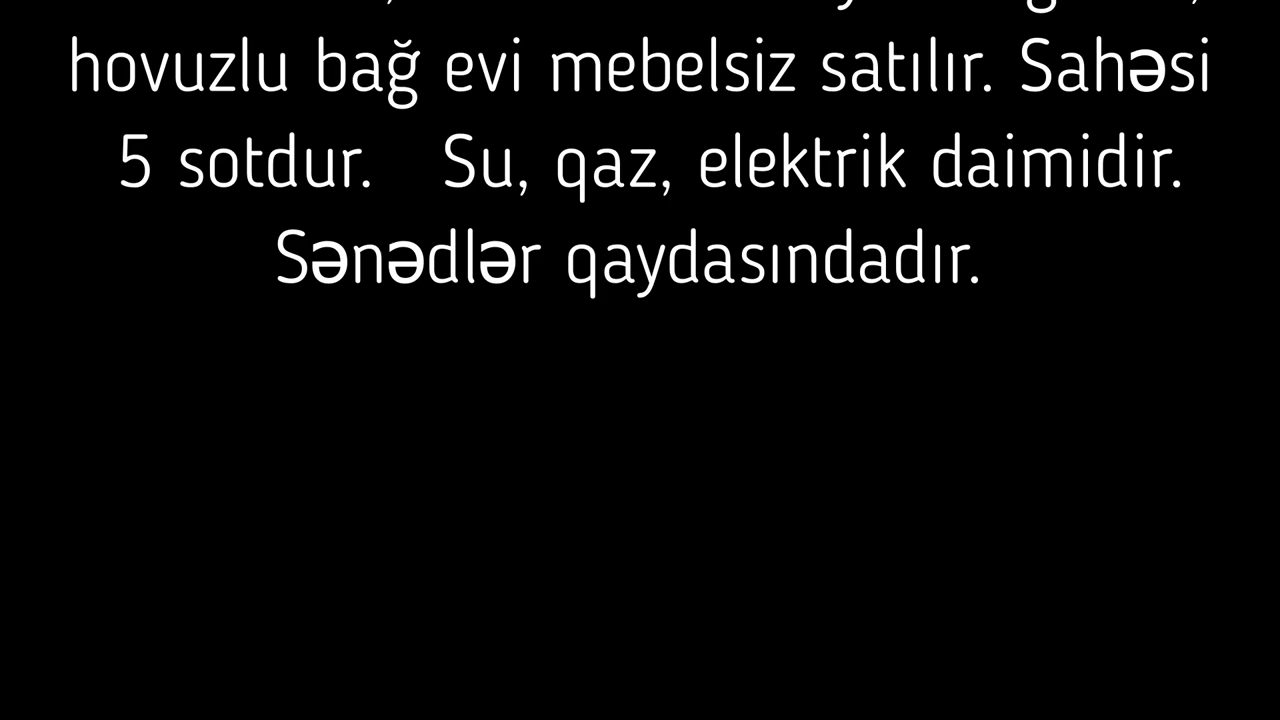 hovuzlu bağ evi mebelsiz satılır. Sahəsi
5 sotdur. Su, qaz, elektrik daimidir.
Sənədlər qaydasındadır.